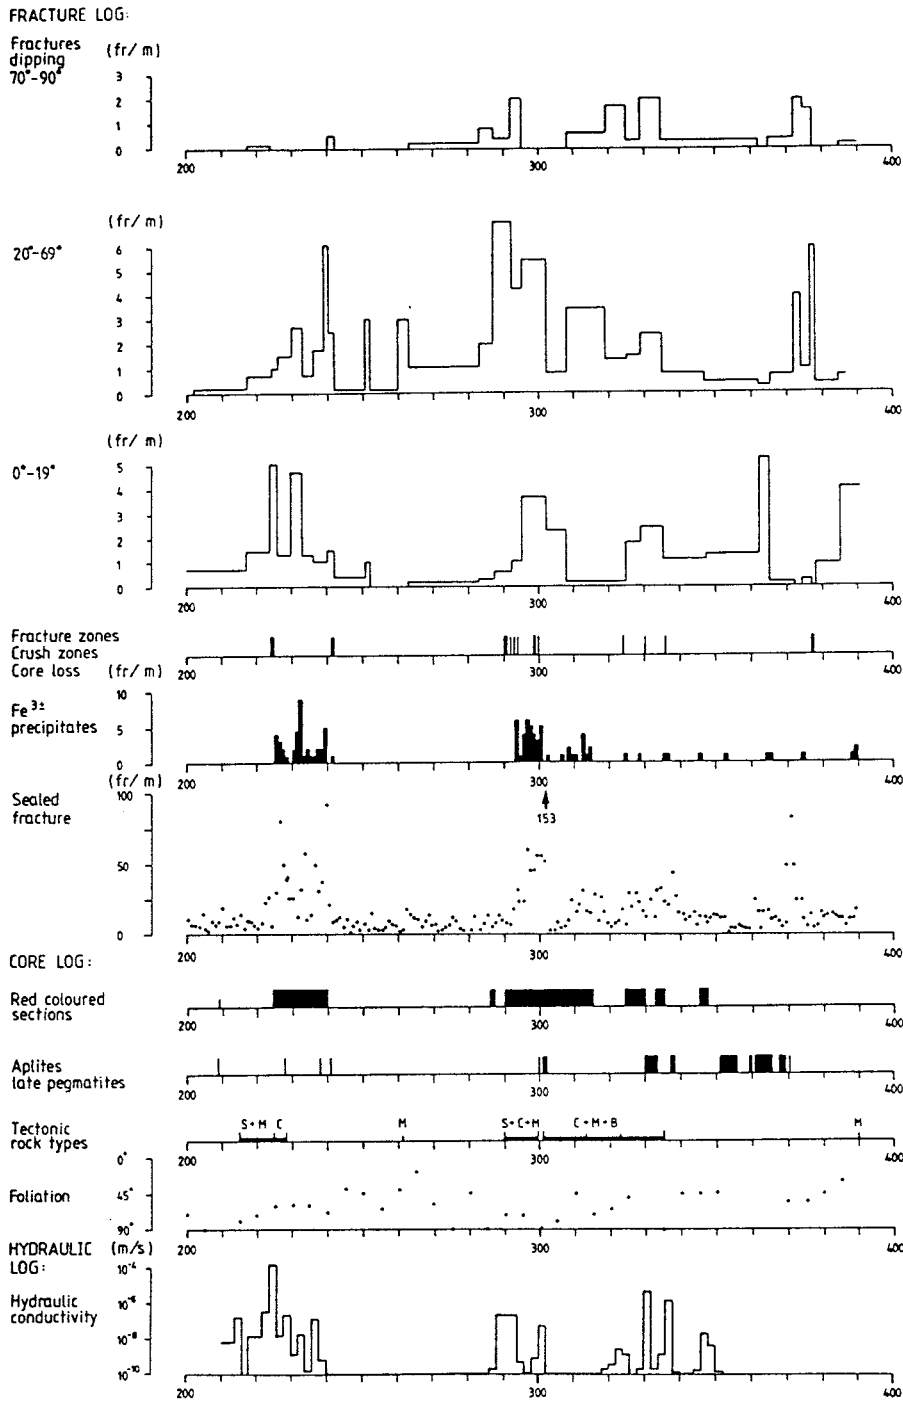 FRACTURE LOG:
Fractures (fr/m)
dipping
70°-90°
3
2
1
0
200 300 400
(fr/m)
20°-69°
6
5
4
3
2
1
0
200 300 400
(fr/m)
0°-19°
5
4
3
2
1
0
200 300 400
Fracture zones
Crush zones
Core loss (fr/m)
200 300 400
Fe3±
precipitates
10
5
0
200 300 400
(fr/m)
Sealed
fracture
100
50
0
153
200 300 400
CORE LOG:
Red coloured
sections
200 300 400
Aplites
late pegmatites
200 300 400
Tectonic
rock types
S+M C M S+C+M C+M+B M
200 300 400
Foliation
0°
45°
90°
200 300 400
HYDRAULIC (m/s)
LOG:
Hydraulic
conductivity
10-4
10-6
10-8
10-10
200 300 400